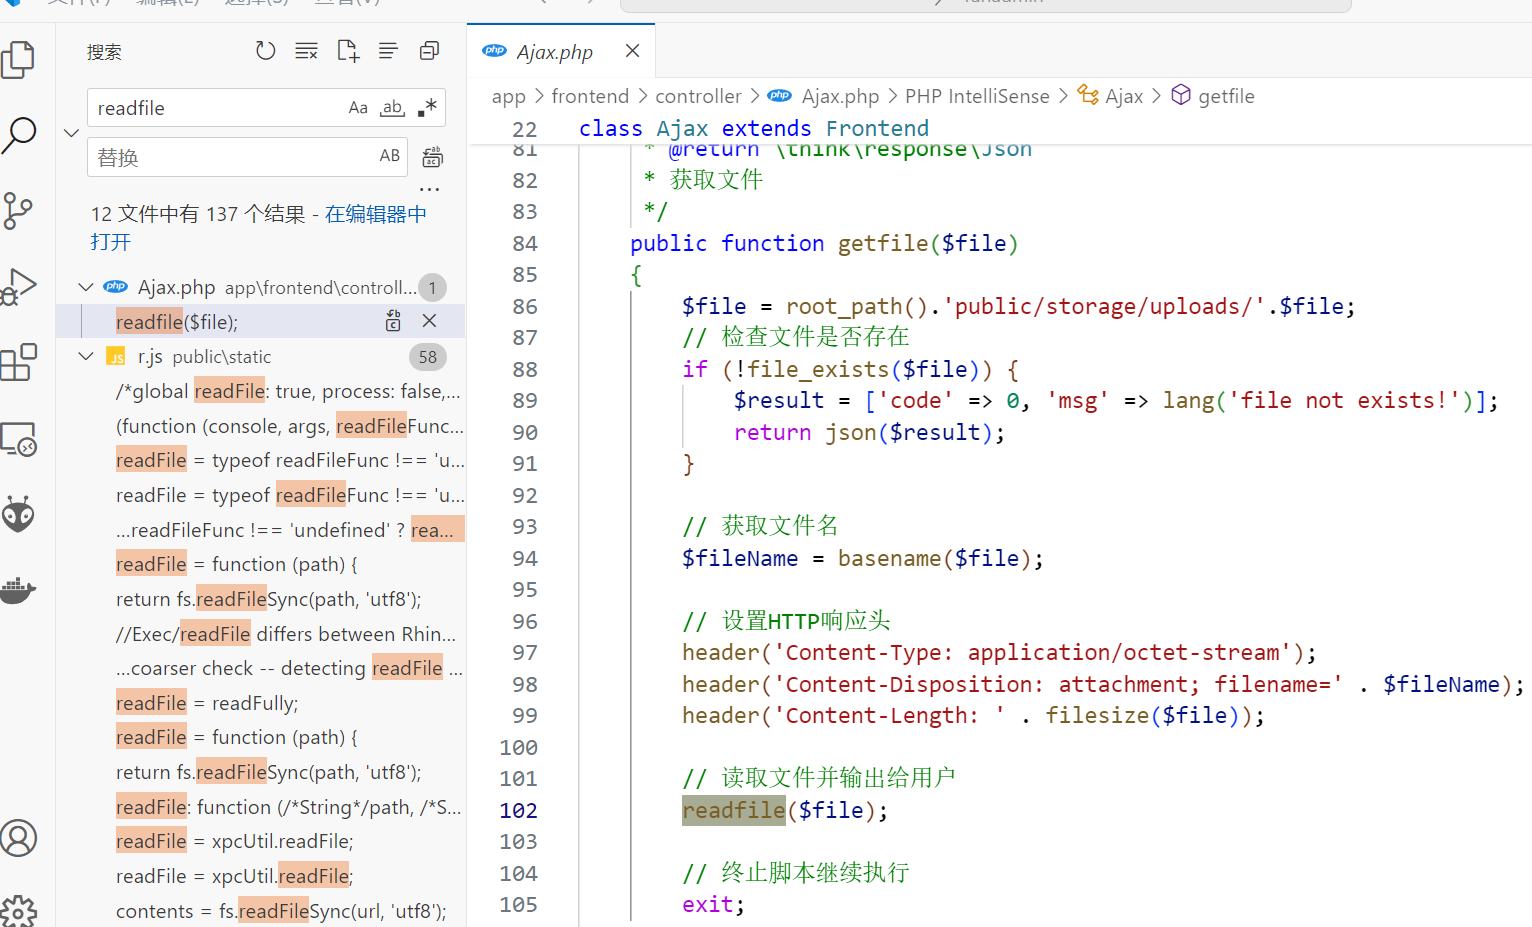 搜索
readfile
Aa ab
替换
AB
12 文件中有 137 个结果 - 在编辑器中
打开
Ajax.php app\frontend\controll... 1
readfile($file);
r.js public\static 58
/*global readFile: true, process: false,...
(function (console, args, readFileFunc...
readFile = typeof readFileFunc !== 'u...
readFile = typeof readFileFunc !== 'u...
...readFileFunc !== 'undefined' ? rea...
readFile = function (path) {
return fs.readFileSync(path, 'utf8');
//Exec/readFile differs between Rhin...
...coarser check -- detecting readFile ...
readFile = readFully;
readFile = function (path) {
return fs.readFileSync(path, 'utf8');
readFile: function (/*String*/path, /*S...
readFile = xpcUtil.readFile;
readFile = xpcUtil.readFile;
contents = fs.readFileSync(url, 'utf8');
php Ajax.php
app > frontend > controller > php Ajax.php > PHP IntelliSense > Ajax > getfile
22 class Ajax extends Frontend
81 * @return \think\response\Json
82 * 获取文件
83 */
84 public function getfile($file)
85 {
86 $file = root_path().'public/storage/uploads/'.$file;
87 // 检查文件是否存在
88 if (!file_exists($file)) {
89 $result = ['code' => 0, 'msg' => lang('file not exists!')];
90 return json($result);
91 }
92
93 // 获取文件名
94 $fileName = basename($file);
95
96 // 设置HTTP响应头
97 header('Content-Type: application/octet-stream');
98 header('Content-Disposition: attachment; filename=' . $fileName);
99 header('Content-Length: ' . filesize($file));
100
101 // 读取文件并输出给用户
102 readfile($file);
103
104 // 终止脚本继续执行
105 exit;